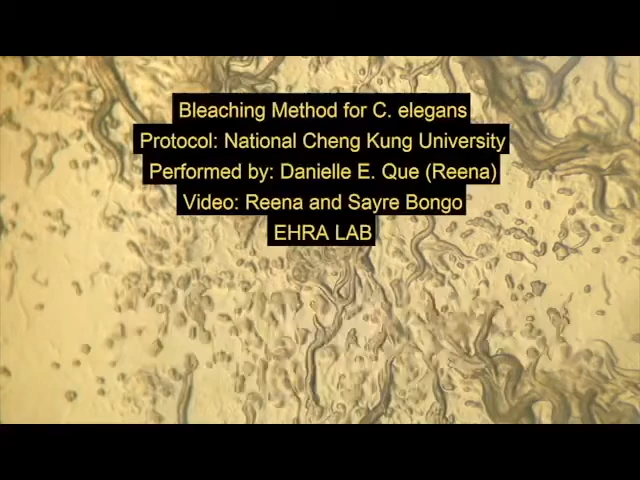 Bleaching Method for C. elegans
Protocol: National Cheng Kung University
Performed by: Danielle E. Que (Reena)
Video: Reena and Sayre Bongo
EHRA LAB